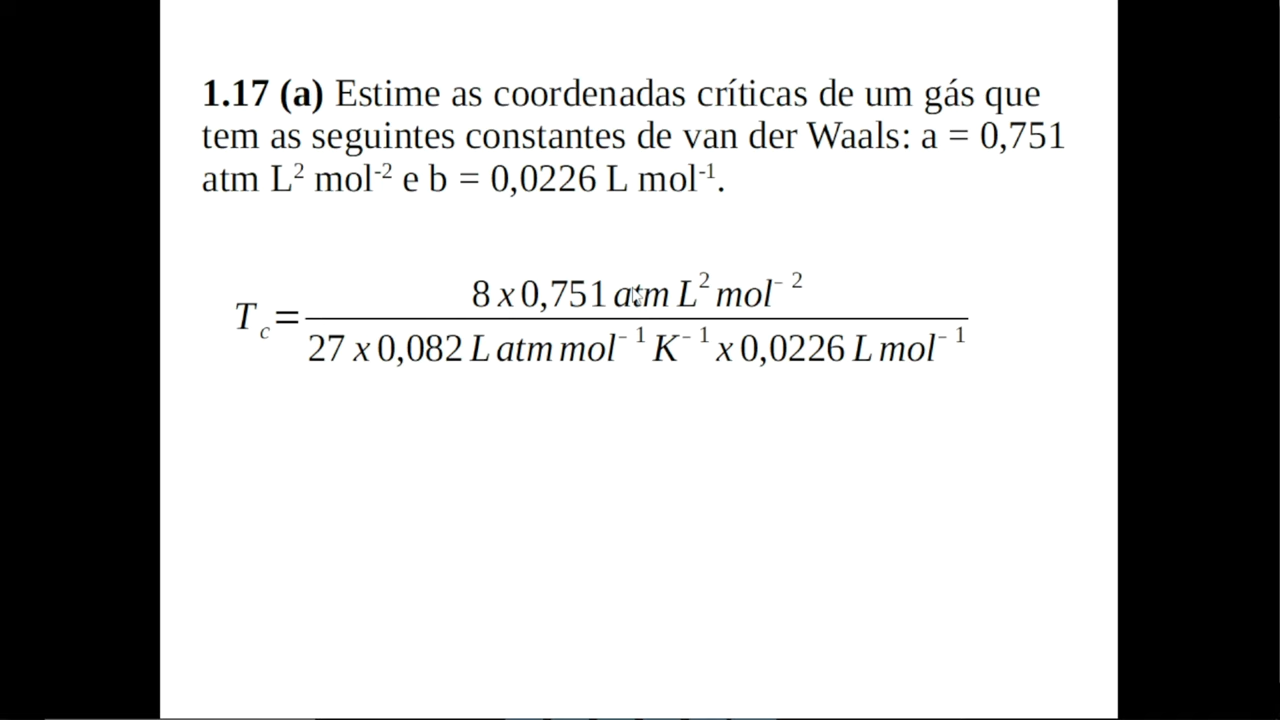 1.17 (a) Estime as coordenadas críticas de um gás que
tem as seguintes constantes de van der Waals: a = 0,751
atm L² mol⁻² e b = 0,0226 L mol⁻¹.
8 x 0,751 atm L² mol⁻ ²
T c =
27 x 0,082 L atm mol⁻ ¹ K⁻ ¹ x 0,0226 L mol⁻ ¹